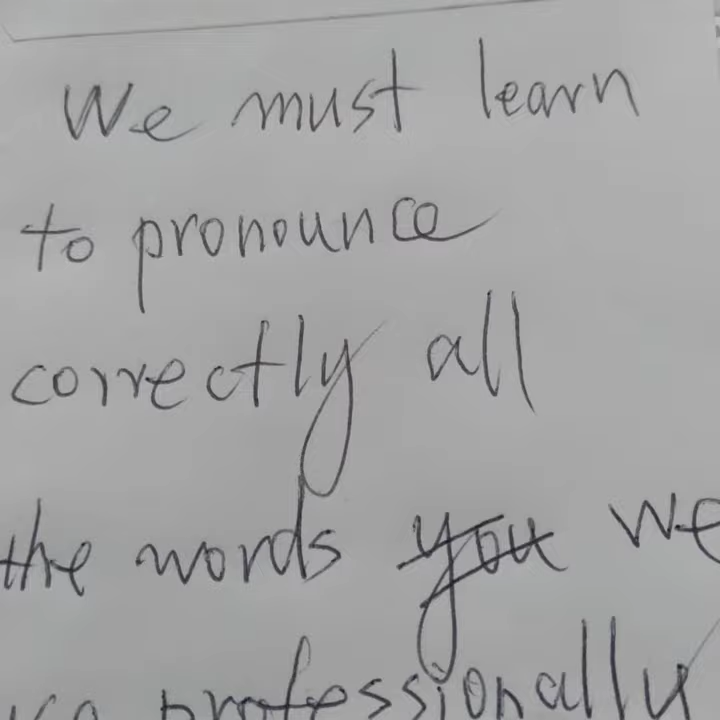 We must learn
to pronounce
correctly all
the words you we
professionally